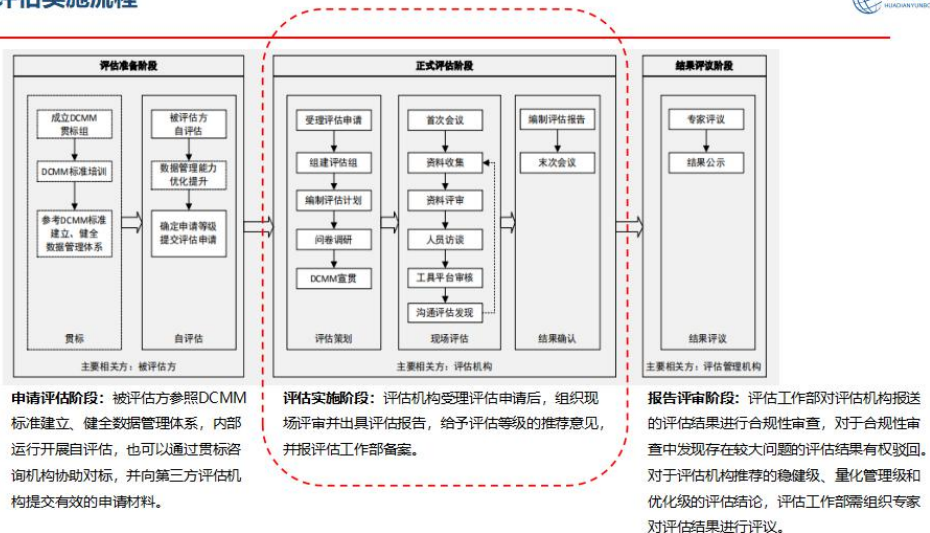 评估实施流程
HUADIANYUNBO
评估准备阶段
成立DCMM
贯标组
DCMM标准培训
参考DCMM标准
建立、健全
数据管理体系
贯标
被评估方
自评估
数据管理能力
优化提升
确定申请等级
提交评估申请
自评估
主要相关方：被评估方
正式评估阶段
受理评估申请
组建评估组
编制评估计划
问卷调研
DCMM宣贯
评估策划
首次会议
资料收集
资料评审
人员访谈
工具平台审核
沟通评估发现
现场评估
编制评估报告
末次会议
结果确认
主要相关方：评估机构
结果评议阶段
专家评议
结果公示
结果评议
主要相关方：评估管理机构
申请评估阶段：被评估方参照DCMM
标准建立、健全数据管理体系，内部
运行开展自评估，也可以通过贯标咨
询机构协助对标，并向第三方评估机
构提交有效的申请材料。
评估实施阶段：评估机构受理评估申请后，组织现
场评审并出具评估报告，给予评估等级的推荐意见，
并报评估工作部备案。
报告评审阶段：评估工作部对评估机构报送
的评估结果进行合规性审查，对于合规性审
查中发现存在较大问题的评估结果有权驳回。
对于评估机构推荐的稳健级、量化管理级和
优化级的评估结论，评估工作部需组织专家
对评估结果进行评议。